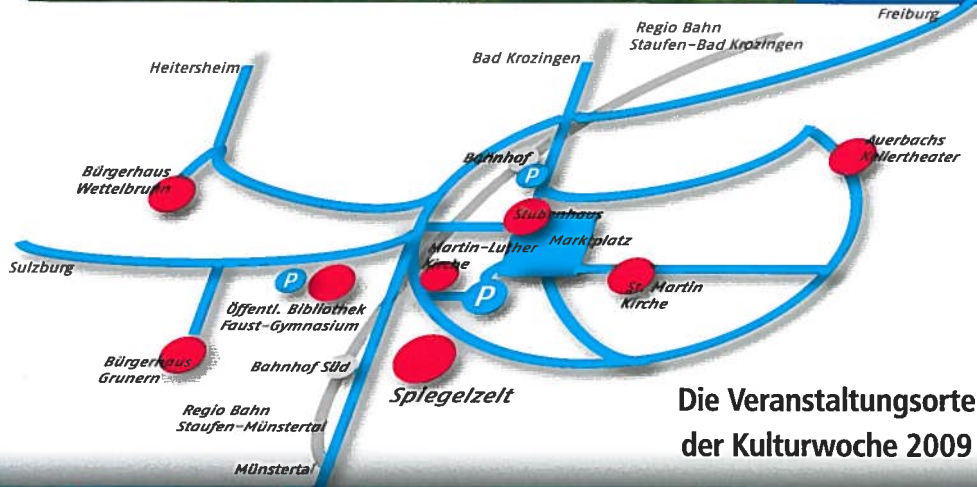 Freiburg
Regio Bahn
Staufen-Bad Krozingen
Bad Krozingen
Heitersheim
Auerbachs
Kellertheater
Bahnhof
P
Bürgerhaus
Wettelbrunn
Stubenhaus
Marktplatz
Martin-Luther
Kirche
Sulzburg
P
P
St. Martin
Kirche
Öffentl. Bibliothek
Faust-Gymnasium
Bürgerhaus
Grunern
Bahnhof Süd
Spiegelzelt
Regio Bahn
Staufen-Münstertal
Münstertal
Die Veranstaltungsorte
der Kulturwoche 2009